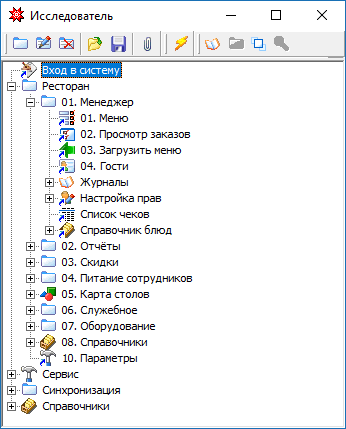 Исследователь
Вход в систему
Ресторан
01. Менеджер
01. Меню
02. Просмотр заказов
03. Загрузить меню
04. Гости
Журналы
Настройка прав
Список чеков
Справочник блюд
02. Отчёты
03. Скидки
04. Питание сотрудников
05. Карта столов
06. Служебное
07. Оборудование
08. Справочники
10. Параметры
Сервис
Синхронизация
Справочники